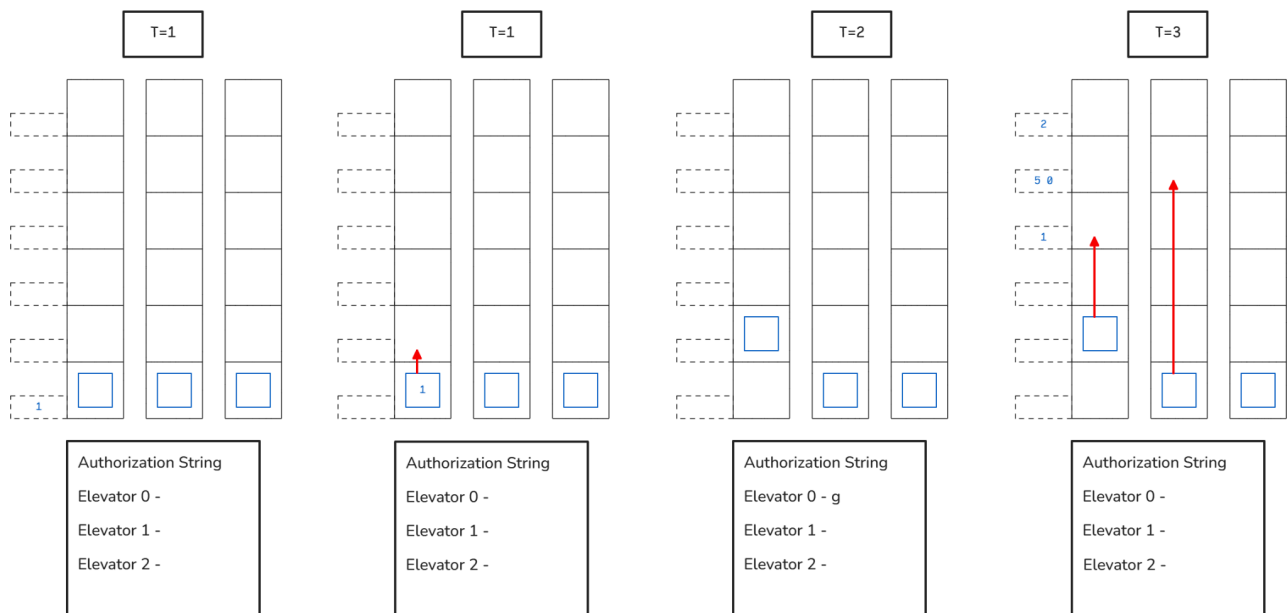 T=1
1
Authorization String
Elevator 0 -
Elevator 1 -
Elevator 2 -
T=1
1
Authorization String
Elevator 0 -
Elevator 1 -
Elevator 2 -
T=2
Authorization String
Elevator 0 - g
Elevator 1 -
Elevator 2 -
T=3
2
5 0
1
Authorization String
Elevator 0 -
Elevator 1 -
Elevator 2 -